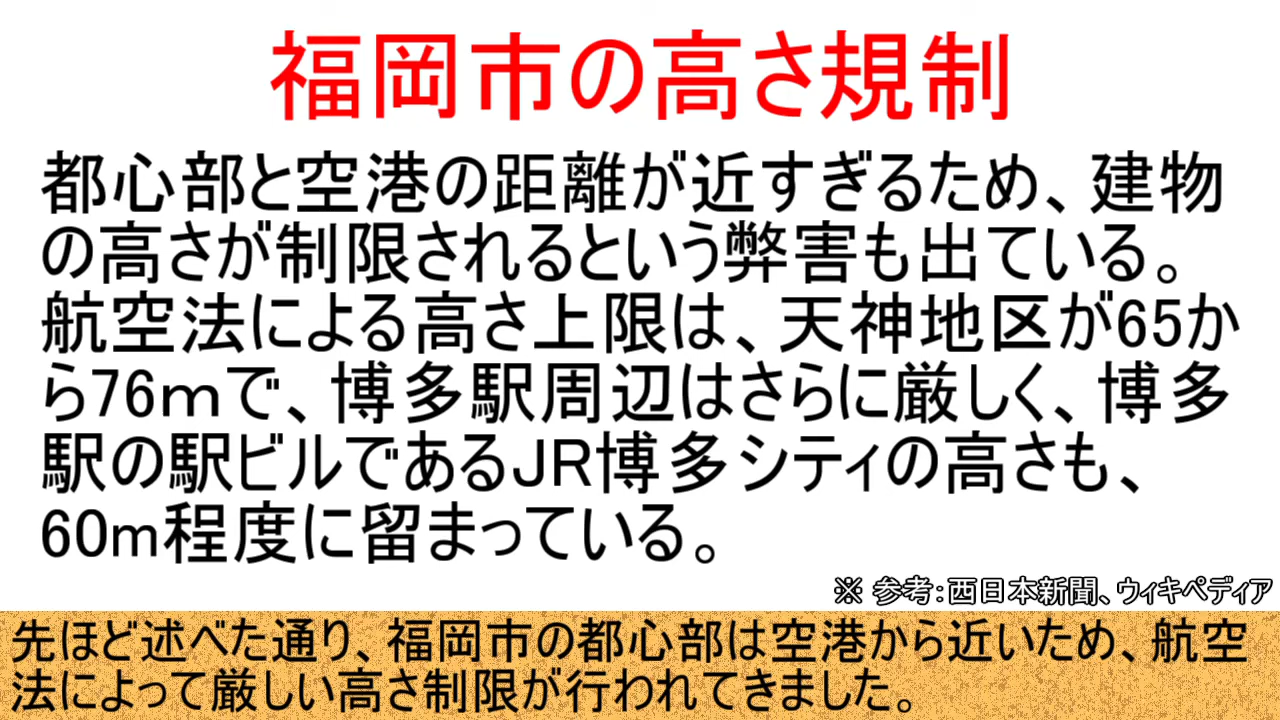 福岡市の高さ規制
都心部と空港の距離が近すぎるため、建物
の高さが制限されるという弊害も出ている。
航空法による高さ上限は、天神地区が65か
ら76ｍで、博多駅周辺はさらに厳しく、博多
駅の駅ビルであるJR博多シティの高さも、
60m程度に留まっている。
※ 参考：西日本新聞、ウィキペディア
先ほど述べた通り、福岡市の都心部は空港から近いため、航空
法によって厳しい高さ制限が行われてきました。